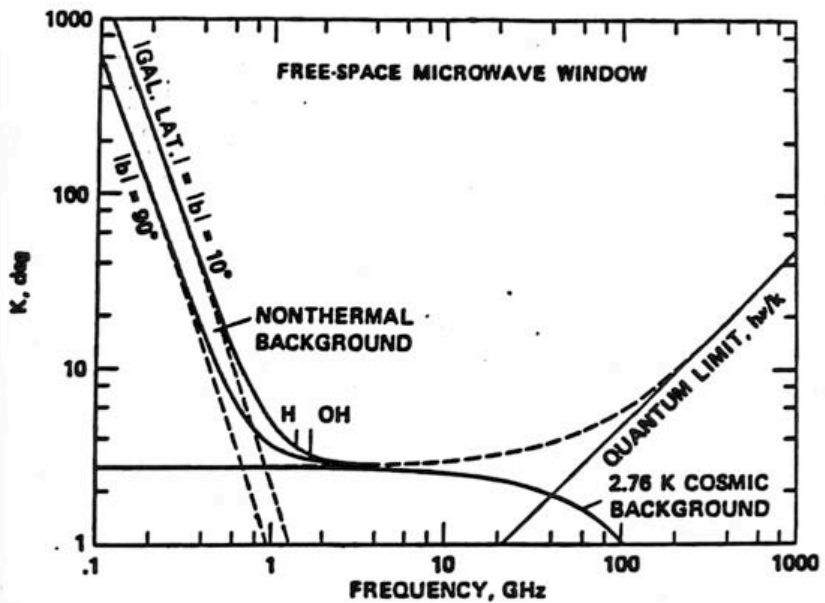 1000
100
10
1
K, deg
FREE-SPACE MICROWAVE WINDOW
|GAL. LAT.| = |b| = 10°
|b| = 90°
NONTHERMAL
BACKGROUND
H OH
QUANTUM LIMIT, hν/k
2.76 K COSMIC
BACKGROUND
.1 1 10 100 1000
FREQUENCY, GHz